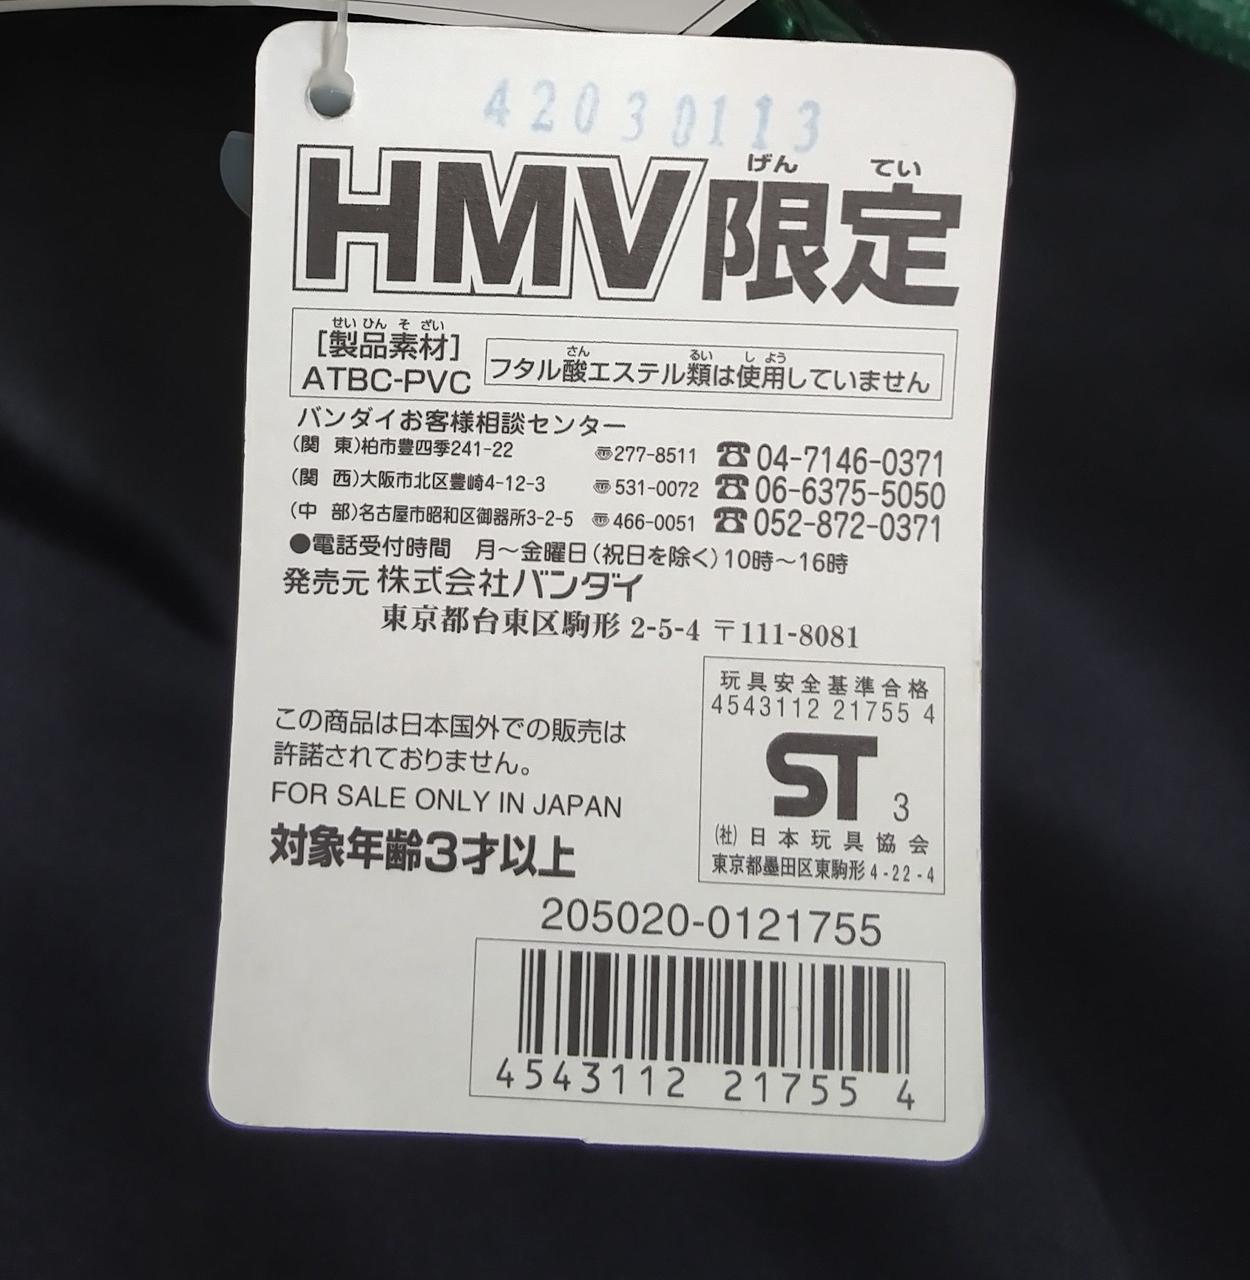 42030113
げん てい
HMV限定
せい ひん そ ざい
[製品素材]
ATBC-PVC
さん るい し よう
フタル酸エステル類は使用していません
バンダイお客様相談センター
(関 東)柏市豊四季241-22 〠277-8511 ☎04-7146-0371
(関 西)大阪市北区豊崎4-12-3 〠531-0072 ☎06-6375-5050
(中 部)名古屋市昭和区御器所3-2-5 〠466-0051 ☎052-872-0371
●電話受付時間 月～金曜日(祝日を除く)10時～16時
発売元 株式会社バンダイ
東京都台東区駒形 2-5-4 〒111-8081
玩具安全基準合格
4543112 21755 4
ST 3
(社)日本玩具協会
東京都墨田区東駒形4-22-4
この商品は日本国外での販売は
許諾されておりません。
FOR SALE ONLY IN JAPAN
対象年齢3才以上
205020-0121755
4543112 21755 4